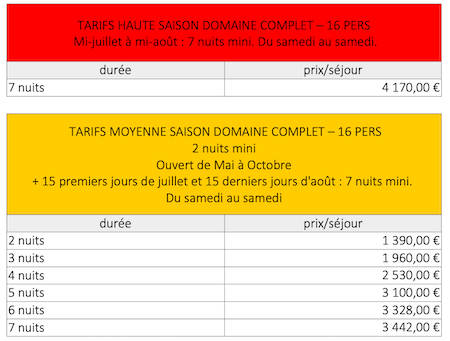 TARIFS HAUTE SAISON DOMAINE COMPLET – 16 PERS
Mi-juillet à mi-août : 7 nuits mini. Du samedi au samedi.
durée prix/séjour
7 nuits 4 170,00 €
TARIFS MOYENNE SAISON DOMAINE COMPLET – 16 PERS
2 nuits mini
Ouvert de Mai à Octobre
+ 15 premiers jours de juillet et 15 derniers jours d'août : 7 nuits mini.
Du samedi au samedi
durée prix/séjour
2 nuits 1 390,00 €
3 nuits 1 960,00 €
4 nuits 2 530,00 €
5 nuits 3 100,00 €
6 nuits 3 328,00 €
7 nuits 3 442,00 €